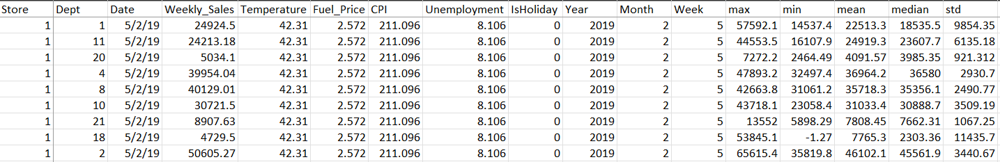 Store Dept Date Weekly_Sales Temperature Fuel_Price CPI Unemployment IsHoliday Year Month Week max min mean median std
1 1 5/2/19 24924.5 42.31 2.572 211.096 8.106 0 2019 2 5 57592.1 14537.4 22513.3 18535.5 9854.35
1 11 5/2/19 24213.18 42.31 2.572 211.096 8.106 0 2019 2 5 44553.5 16107.9 24919.3 23607.7 6135.18
1 20 5/2/19 5034.1 42.31 2.572 211.096 8.106 0 2019 2 5 7272.2 2464.49 4091.57 3985.35 921.312
1 4 5/2/19 39954.04 42.31 2.572 211.096 8.106 0 2019 2 5 47893.2 32497.4 36964.2 36580 2930.7
1 8 5/2/19 40129.01 42.31 2.572 211.096 8.106 0 2019 2 5 42663.8 31061.2 35718.3 35356.1 2490.77
1 10 5/2/19 30721.5 42.31 2.572 211.096 8.106 0 2019 2 5 43718.1 23058.4 31033.4 30888.7 3509.19
1 21 5/2/19 8907.63 42.31 2.572 211.096 8.106 0 2019 2 5 13552 5898.29 7808.45 7662.31 1067.25
1 18 5/2/19 4729.5 42.31 2.572 211.096 8.106 0 2019 2 5 53845.1 -1.27 7765.3 2303.36 11435.7
1 2 5/2/19 50605.27 42.31 2.572 211.096 8.106 0 2019 2 5 65615.4 35819.8 46102.1 45561.9 3440.67